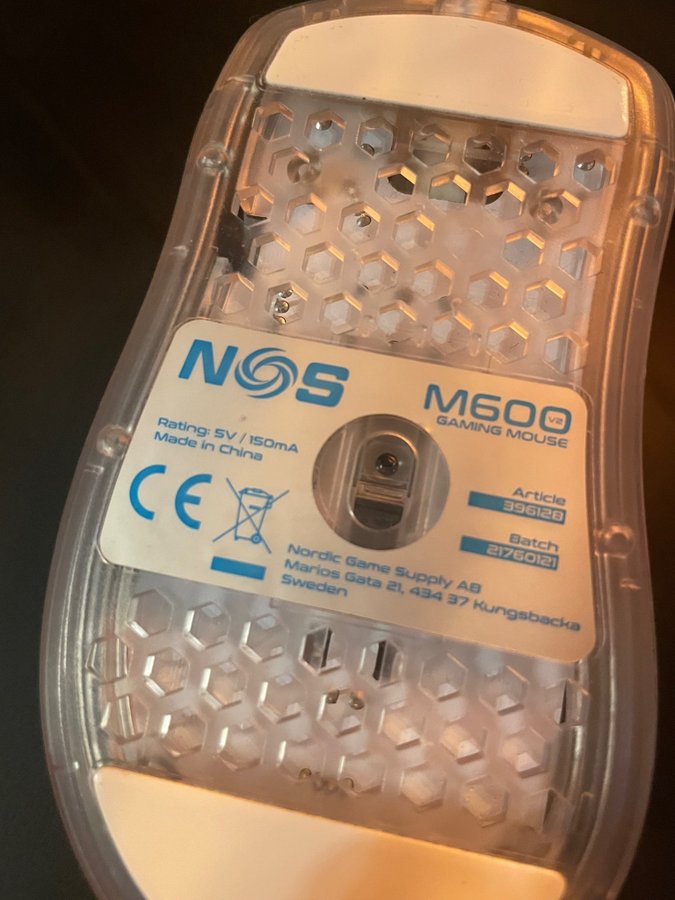 NOS
M600 V2
GAMING MOUSE
Rating: 5V / 150mA
Made in China
CE
Article
396128
Batch
21760121
Nordic Game Supply AB
Marios Gata 21, 434 37 Kungsbacka
Sweden